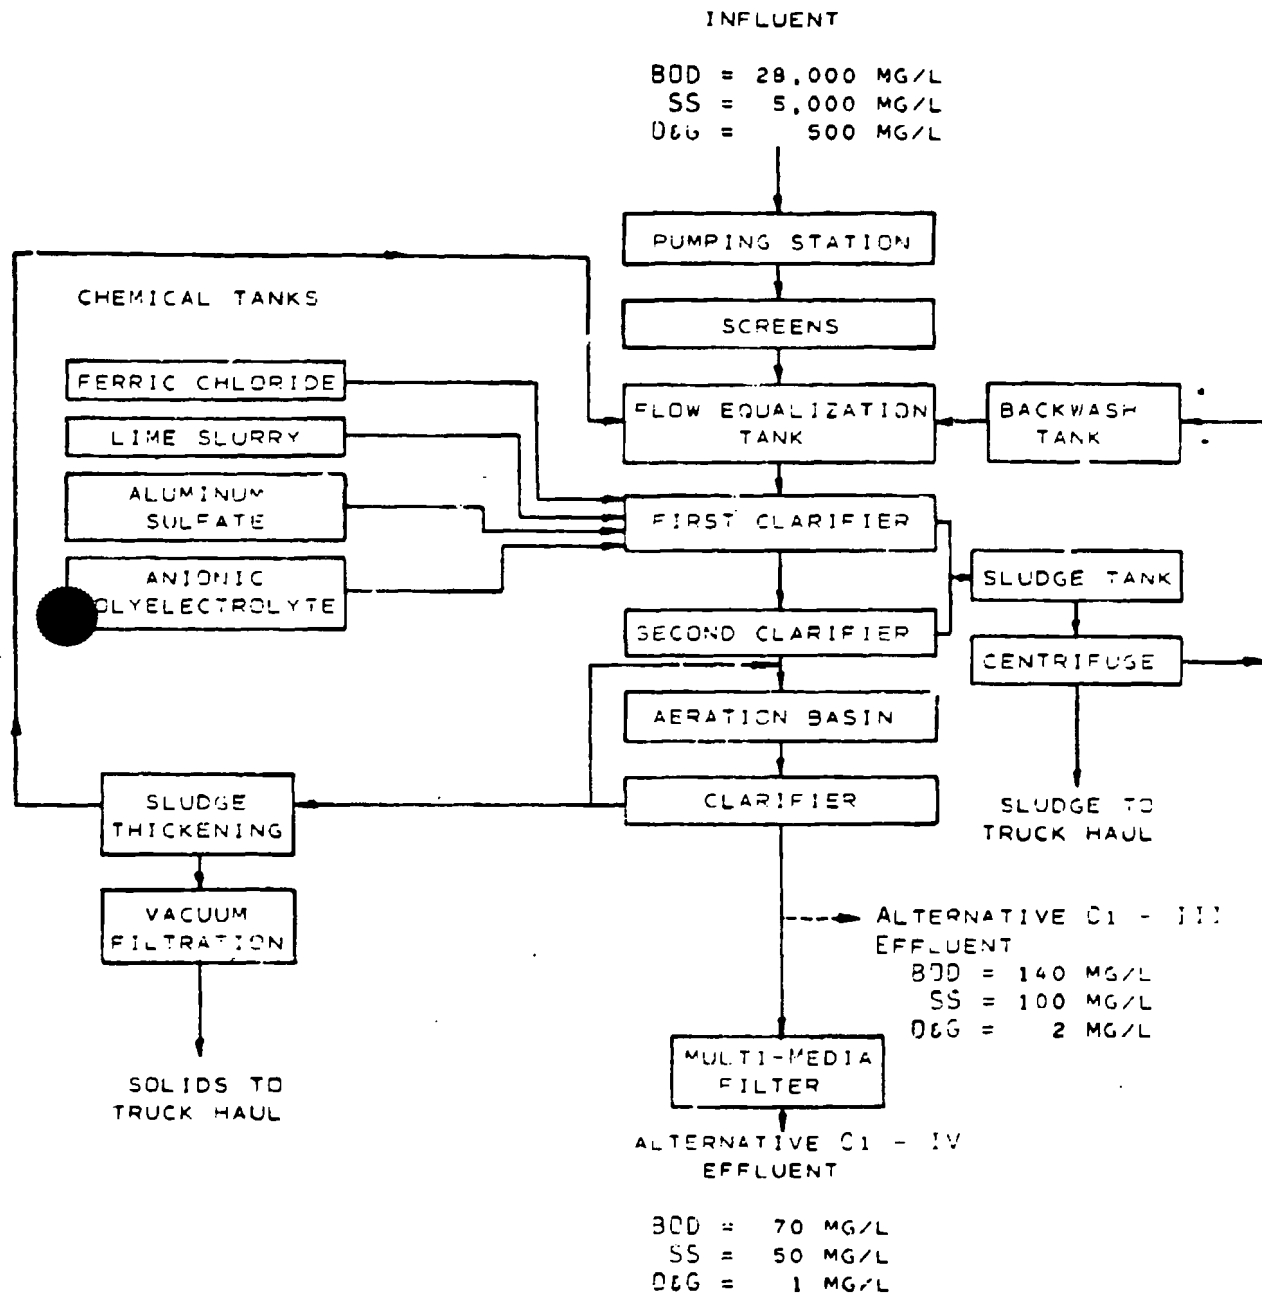 INFLUENT
BOD = 28,000 MG/L
SS = 5,000 MG/L
O&G = 500 MG/L
PUMPING STATION
CHEMICAL TANKS
SCREENS
FERRIC CHLORIDE
FLOW EQUALIZATION
TANK
BACKWASH
TANK
LIME SLURRY
ALUMINUM
SULFATE
FIRST CLARIFIER
ANIONIC
OLYELECTROLYTE
SLUDGE TANK
SECOND CLARIFIER
CENTRIFUGE
AERATION BASIN
SLUDGE
THICKENING
CLARIFIER
SLUDGE TO
TRUCK HAUL
VACUUM
FILTRATION
ALTERNATIVE C1 - III
EFFLUENT
BOD = 140 MG/L
SS = 100 MG/L
O&G = 2 MG/L
MULTI-MEDIA
FILTER
SOLIDS TO
TRUCK HAUL
ALTERNATIVE C1 - IV
EFFLUENT
BOD = 70 MG/L
SS = 50 MG/L
O&G = 1 MG/L